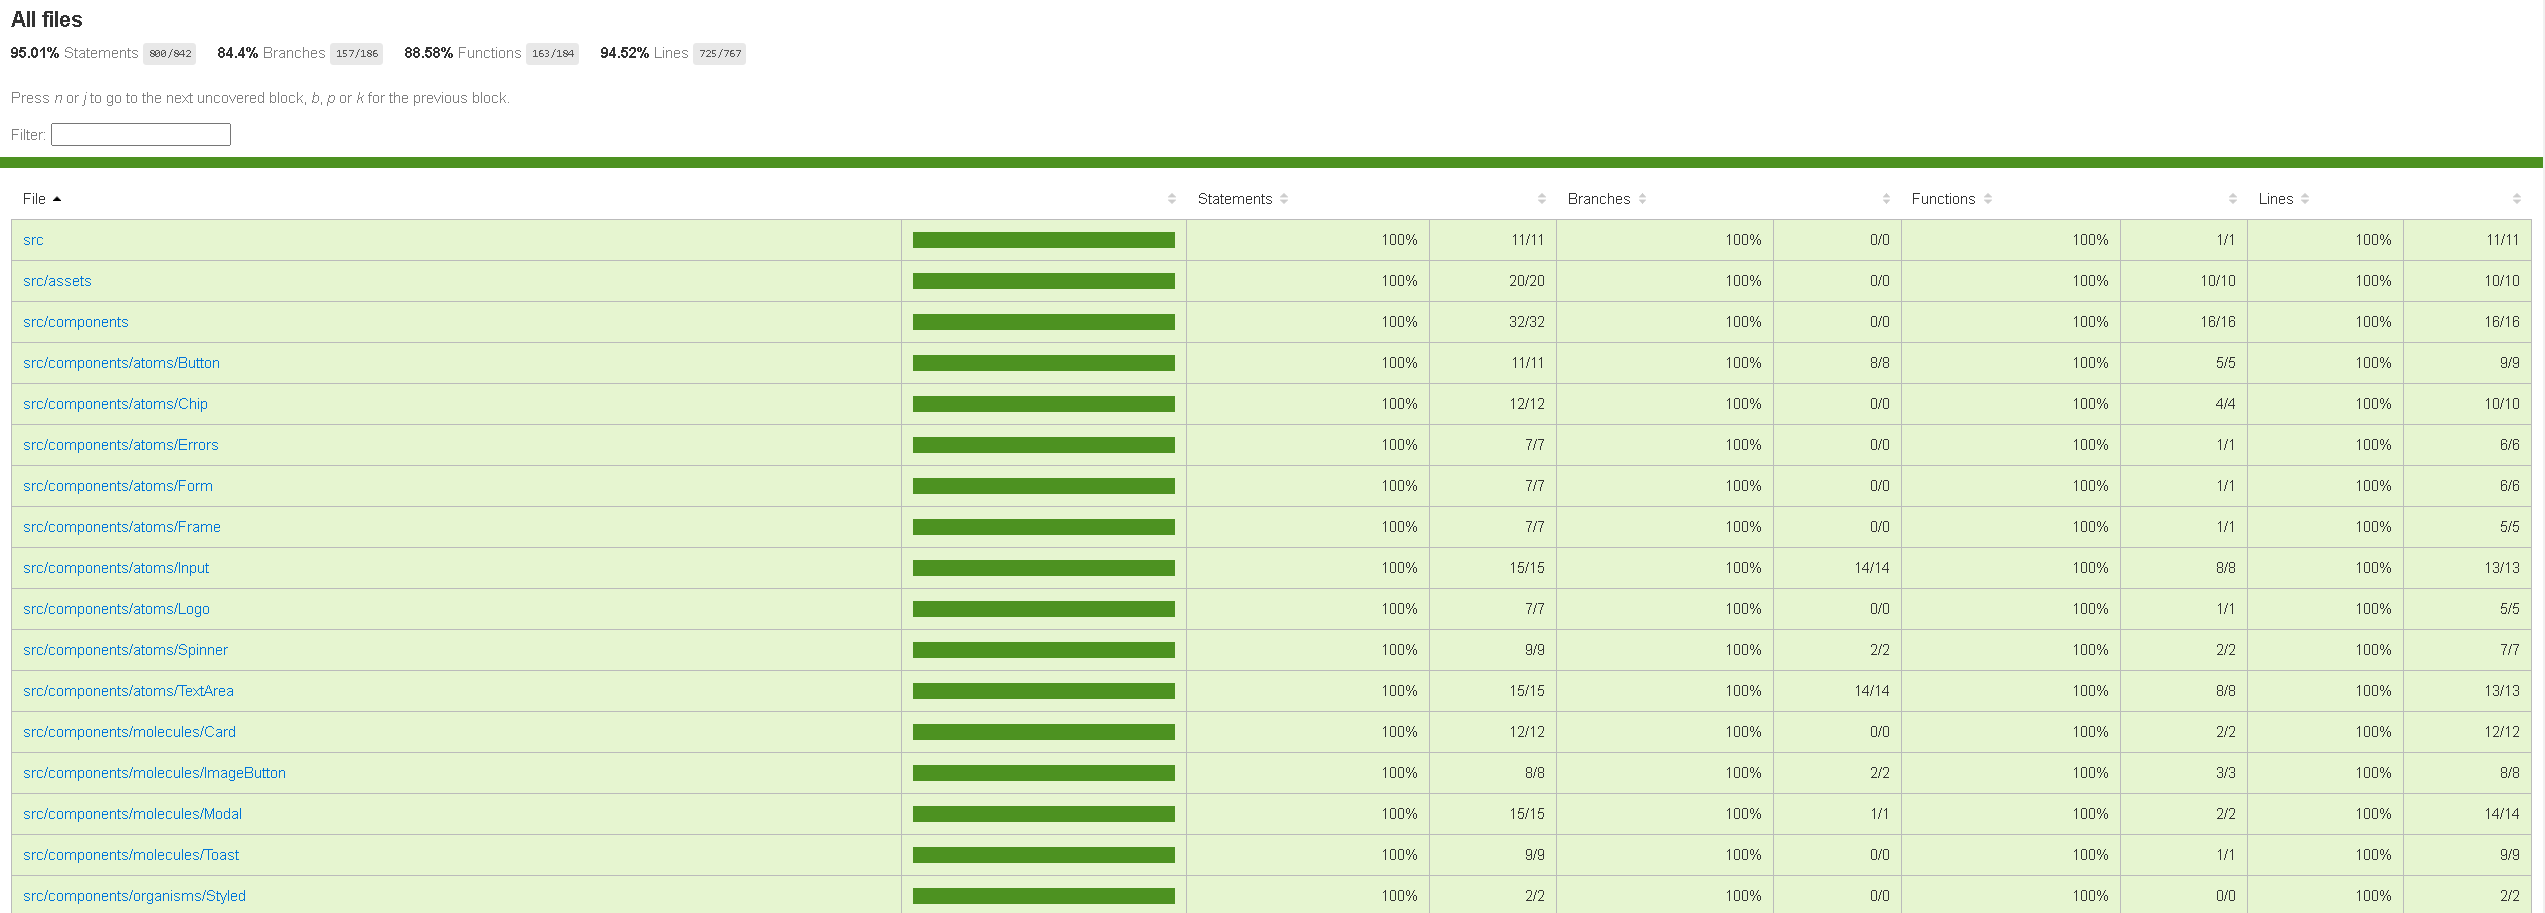 All files
95.01% Statements 800/842 84.4% Branches 157/186 88.58% Functions 163/184 94.52% Lines 725/767
Press n or j to go to the next uncovered block, b, p or k for the previous block.
Filter:
File Statements Branches Functions Lines
src 100% 11/11 100% 0/0 100% 1/1 100% 11/11
src/assets 100% 20/20 100% 0/0 100% 10/10 100% 10/10
src/components 100% 32/32 100% 0/0 100% 16/16 100% 16/16
src/components/atoms/Button 100% 11/11 100% 8/8 100% 5/5 100% 9/9
src/components/atoms/Chip 100% 12/12 100% 0/0 100% 4/4 100% 10/10
src/components/atoms/Errors 100% 7/7 100% 0/0 100% 1/1 100% 6/6
src/components/atoms/Form 100% 7/7 100% 0/0 100% 1/1 100% 6/6
src/components/atoms/Frame 100% 7/7 100% 0/0 100% 1/1 100% 5/5
src/components/atoms/Input 100% 15/15 100% 14/14 100% 8/8 100% 13/13
src/components/atoms/Logo 100% 7/7 100% 0/0 100% 1/1 100% 5/5
src/components/atoms/Spinner 100% 9/9 100% 2/2 100% 2/2 100% 7/7
src/components/atoms/TextArea 100% 15/15 100% 14/14 100% 8/8 100% 13/13
src/components/molecules/Card 100% 12/12 100% 0/0 100% 2/2 100% 12/12
src/components/molecules/ImageButton 100% 8/8 100% 2/2 100% 3/3 100% 8/8
src/components/molecules/Modal 100% 15/15 100% 1/1 100% 2/2 100% 14/14
src/components/molecules/Toast 100% 9/9 100% 0/0 100% 1/1 100% 9/9
src/components/organisms/Styled 100% 2/2 100% 0/0 100% 0/0 100% 2/2